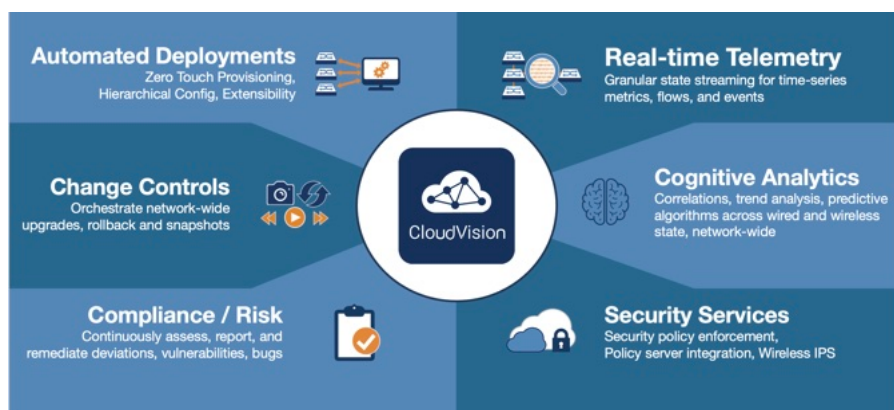 Automated Deployments
Zero Touch Provisioning,
Hierarchical Config, Extensibility
Real-time Telemetry
Granular state streaming for time-series
metrics, flows, and events
Change Controls
Orchestrate network-wide
upgrades, rollback and snapshots
CloudVision
Cognitive Analytics
Correlations, trend analysis, predictive
algorithms across wired and wireless
state, network-wide
Compliance / Risk
Continuously assess, report, and
remediate deviations, vulnerabilities, bugs
Security Services
Security policy enforcement,
Policy server integration, Wireless IPS